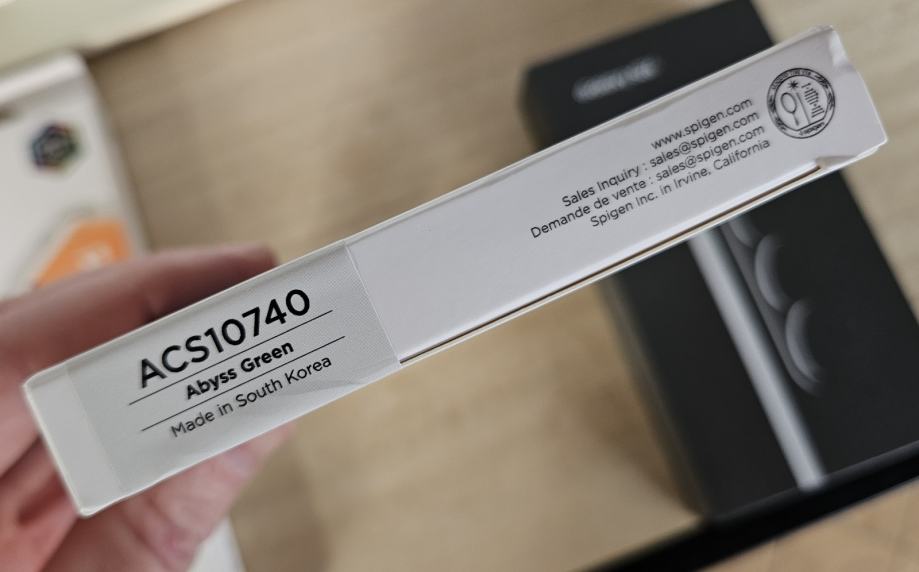 ACS10740
Abyss Green
Made in South Korea
www.spigen.com
Sales Inquiry : sales@spigen.com
Demande de vente : sales@spigen.com
Spigen Inc. in Irvine, California